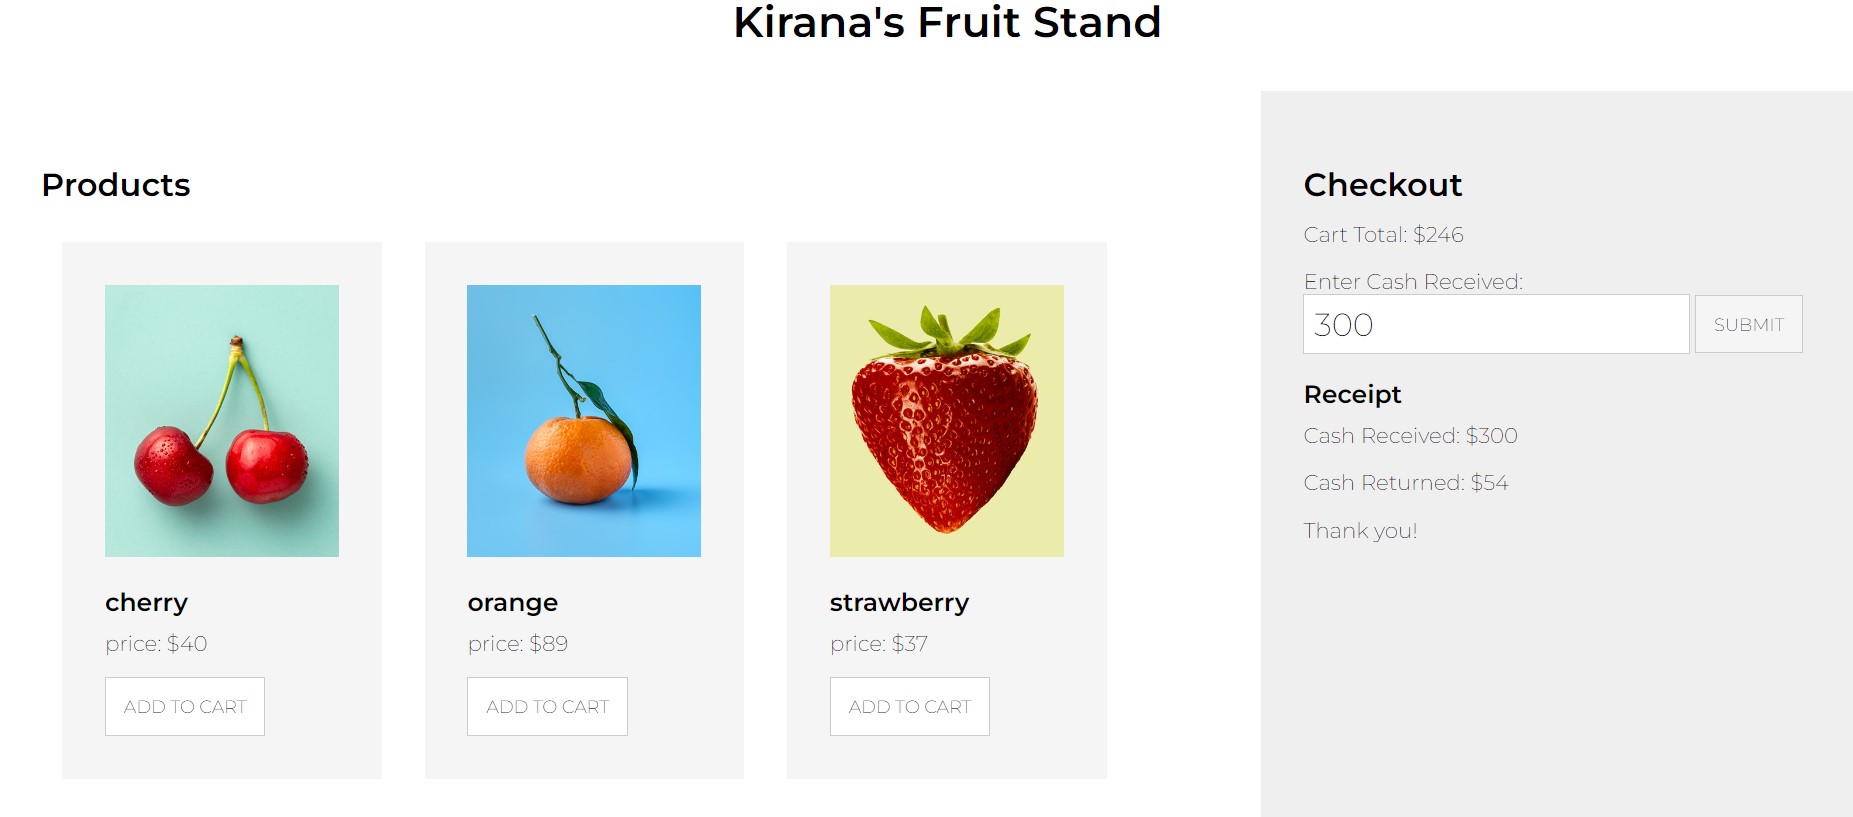 Kirana's Fruit Stand
Products
cherry
price: $40
ADD TO CART
orange
price: $89
ADD TO CART
strawberry
price: $37
ADD TO CART
Checkout
Cart Total: $246
Enter Cash Received:
300
SUBMIT
Receipt
Cash Received: $300
Cash Returned: $54
Thank you!